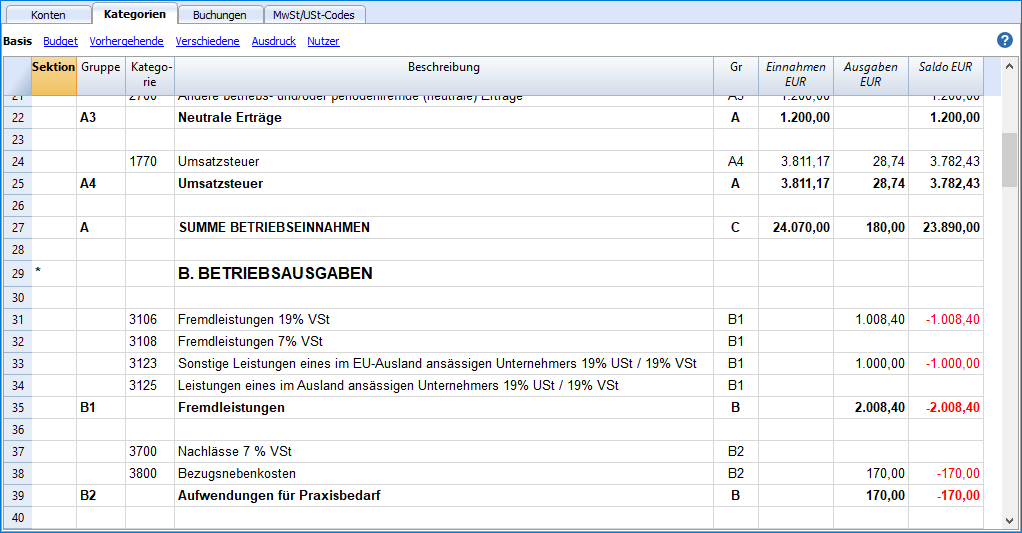 Konten Kategorien Buchungen MwSt/USt-Codes
Basis Budget Vorhergehende Verschiedene Ausdruck Nutzer ?
Sektion Gruppe Katego- Beschreibung Gr Einnahmen Ausgaben Saldo EUR
rie EUR EUR
21 2700 Andere betriebs- und/oder periodenfremde (neutrale) Erträge A3 1.200,00 1.200,00
22 A3 Neutrale Erträge A 1.200,00 1.200,00
23
24 1770 Umsatzsteuer A4 3.811,17 28,74 3.782,43
25 A4 Umsatzsteuer A 3.811,17 28,74 3.782,43
26
27 A SUMME BETRIEBSEINNAHMEN C 24.070,00 180,00 23.890,00
28
29 * B. BETRIEBSAUSGABEN
30
31 3106 Fremdleistungen 19% VSt B1 1.008,40 -1.008,40
32 3108 Fremdleistungen 7% VSt B1
33 3123 Sonstige Leistungen eines im EU-Ausland ansässigen Unternehmers 19% USt / 19% VSt B1 1.000,00 -1.000,00
34 3125 Leistungen eines im Ausland ansässigen Unternehmers 19% USt / 19% VSt B1
35 B1 Fremdleistungen B 2.008,40 -2.008,40
36
37 3700 Nachlässe 7 % VSt B2
38 3800 Bezugsnebenkosten B2 170,00 -170,00
39 B2 Aufwendungen für Praxisbedarf B 170,00 -170,00
40